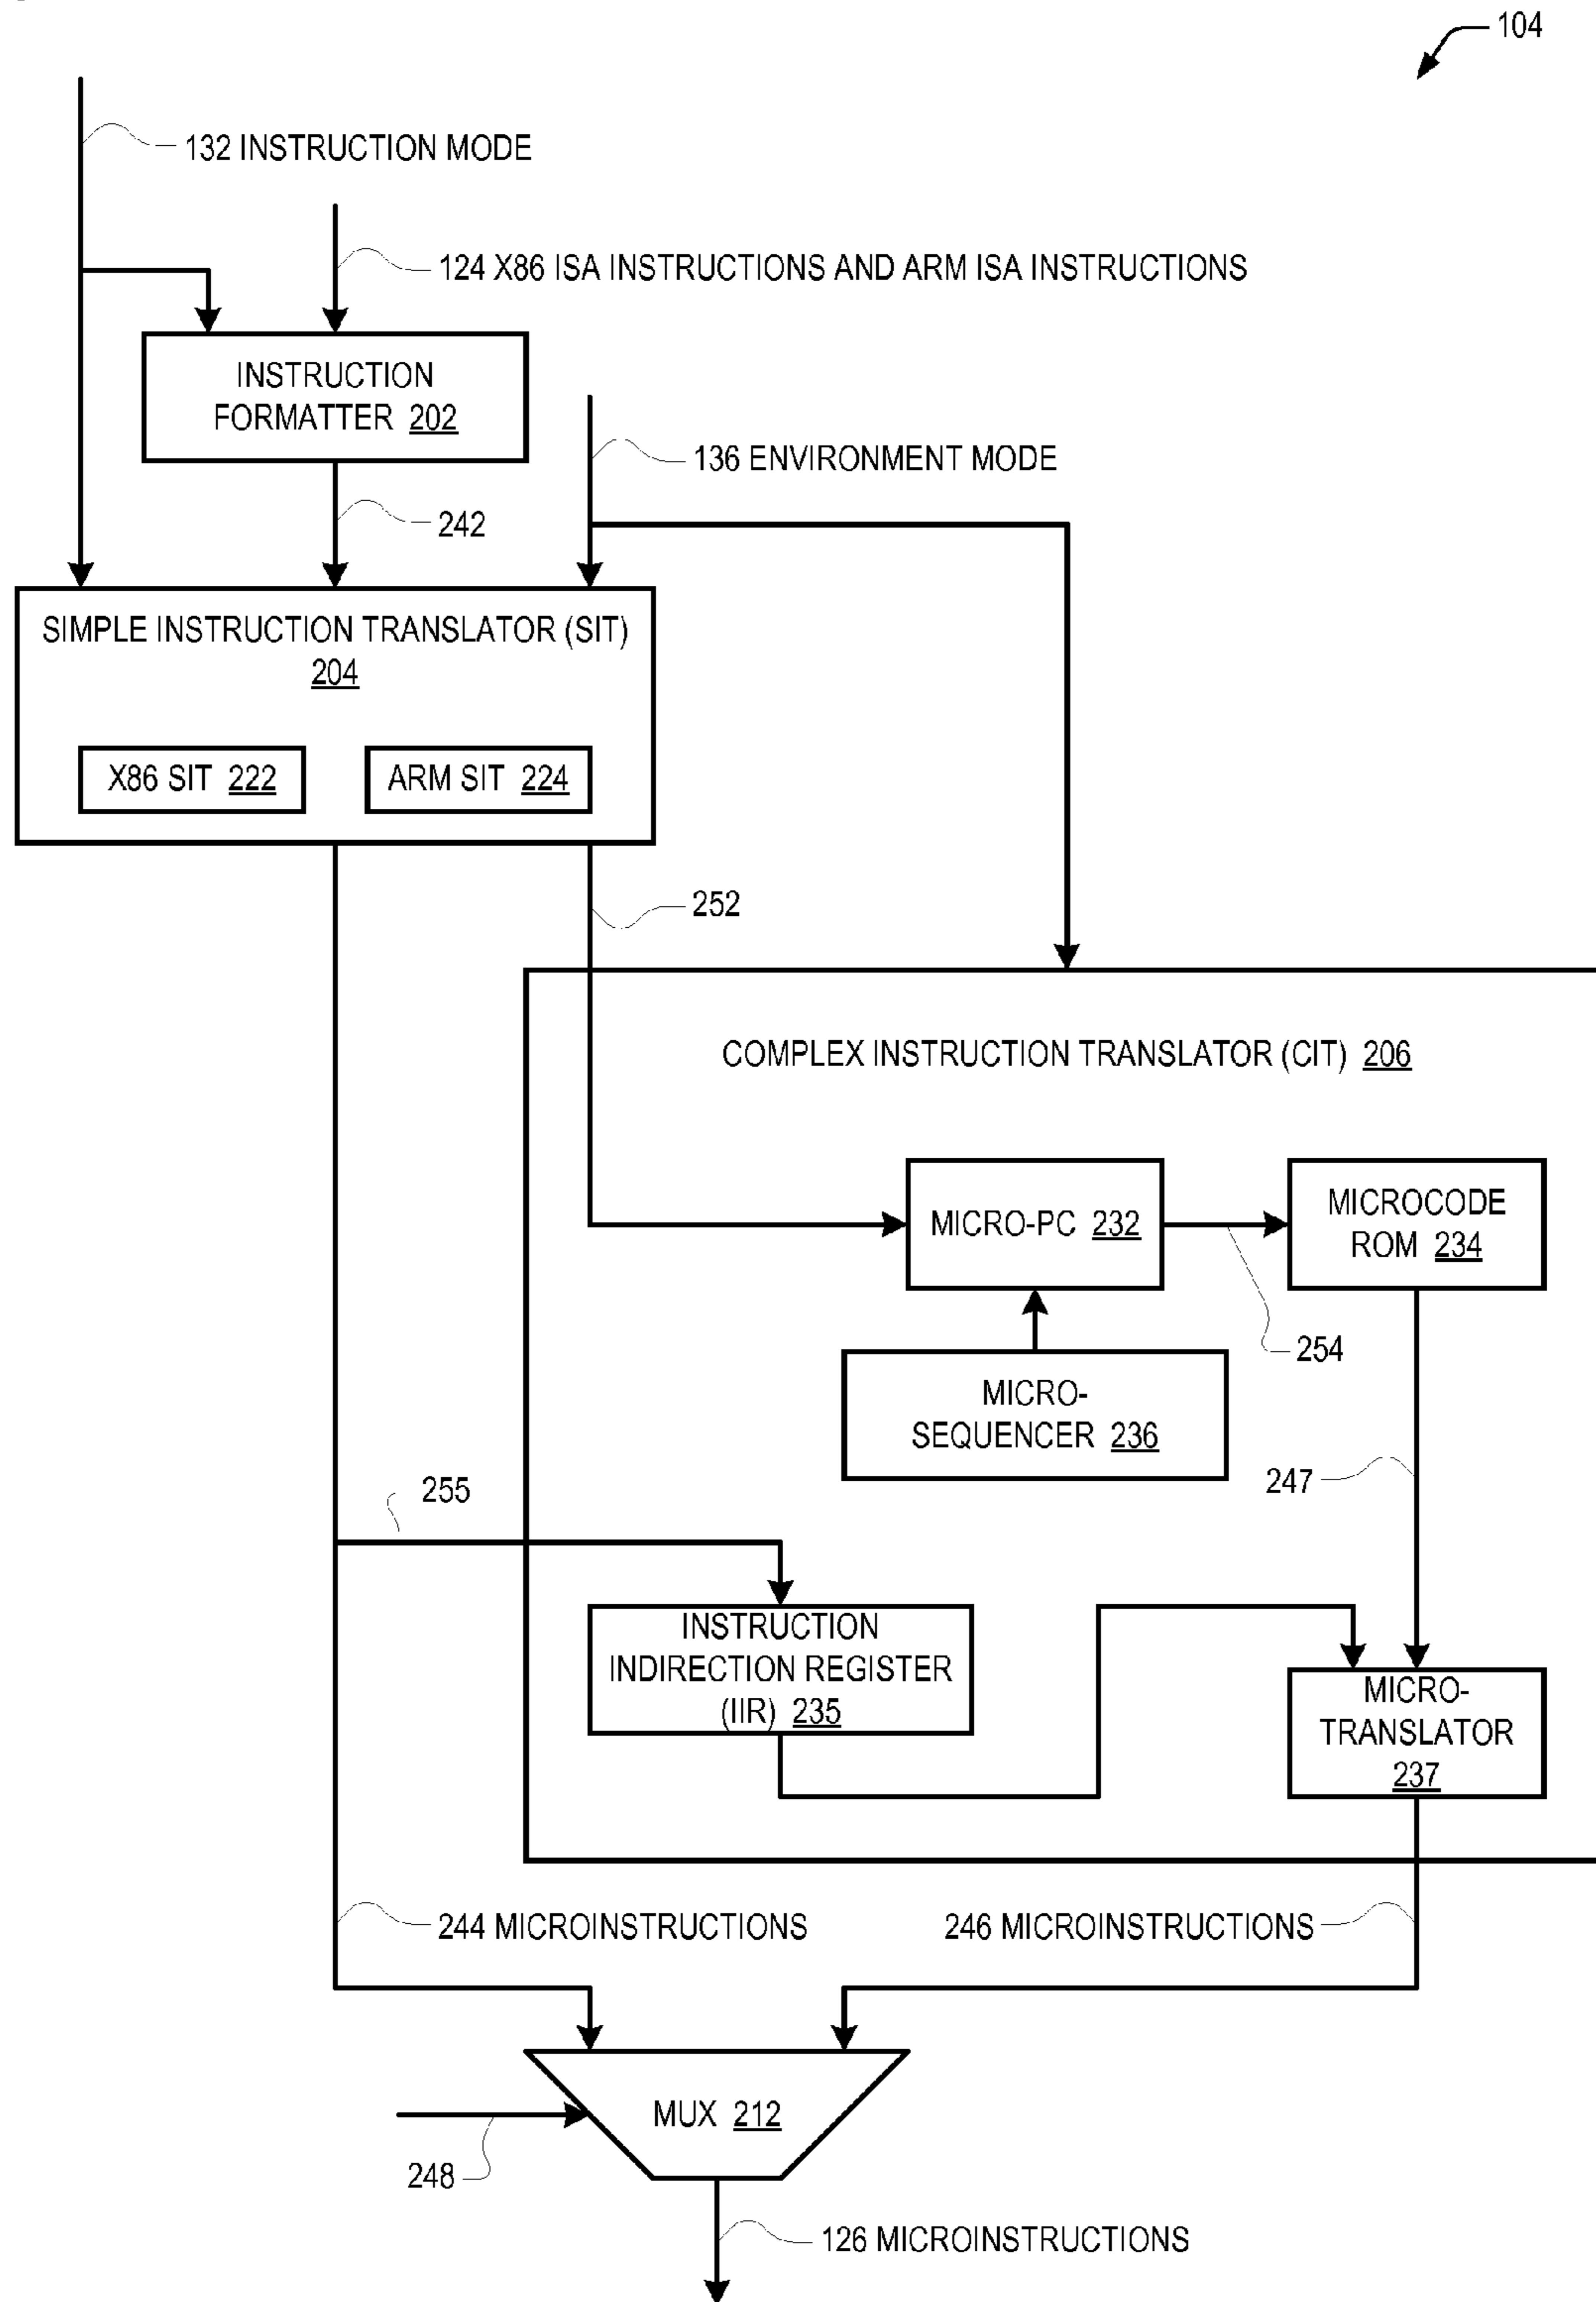 104
132 INSTRUCTION MODE
124 X86 ISA INSTRUCTIONS AND ARM ISA INSTRUCTIONS
INSTRUCTION
FORMATTER 202
136 ENVIRONMENT MODE
242
SIMPLE INSTRUCTION TRANSLATOR (SIT)
204
X86 SIT 222
ARM SIT 224
252
COMPLEX INSTRUCTION TRANSLATOR (CIT) 206
MICRO-PC 232
MICROCODE
ROM 234
254
MICRO-
SEQUENCER 236
247
255
INSTRUCTION
INDIRECTION REGISTER
(IIR) 235
MICRO-
TRANSLATOR
237
244 MICROINSTRUCTIONS
246 MICROINSTRUCTIONS
MUX 212
248
126 MICROINSTRUCTIONS